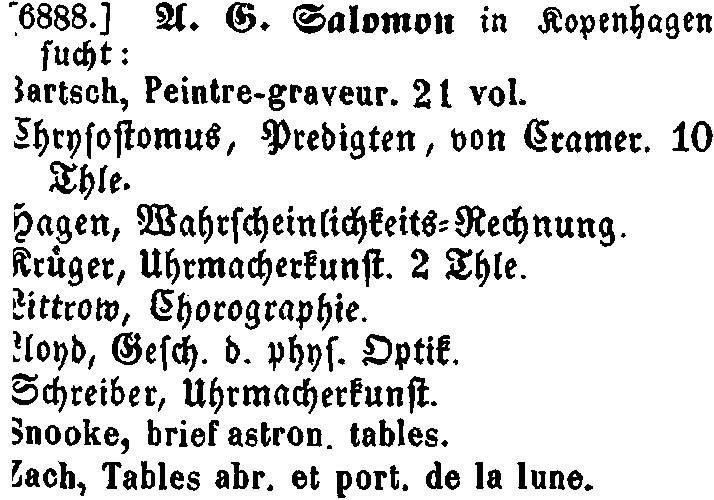 [6888.] A. G. Salomon in Kopenhagen
sucht:
Bartsch, Peintre-graveur. 21 vol.
Chrysostomus, Predigten, von Cramer. 10
Thle.
Hagen, Wahrscheinlichkeits-Rechnung.
Krüger, Uhrmacherkunst. 2 Thle.
Littrow, Chorographie.
Lloyd, Gesch. d. phys. Optik.
Schreiber, Uhrmacherkunst.
Snooke, brief astron. tables.
Zach, Tables abr. et port. de la lune.